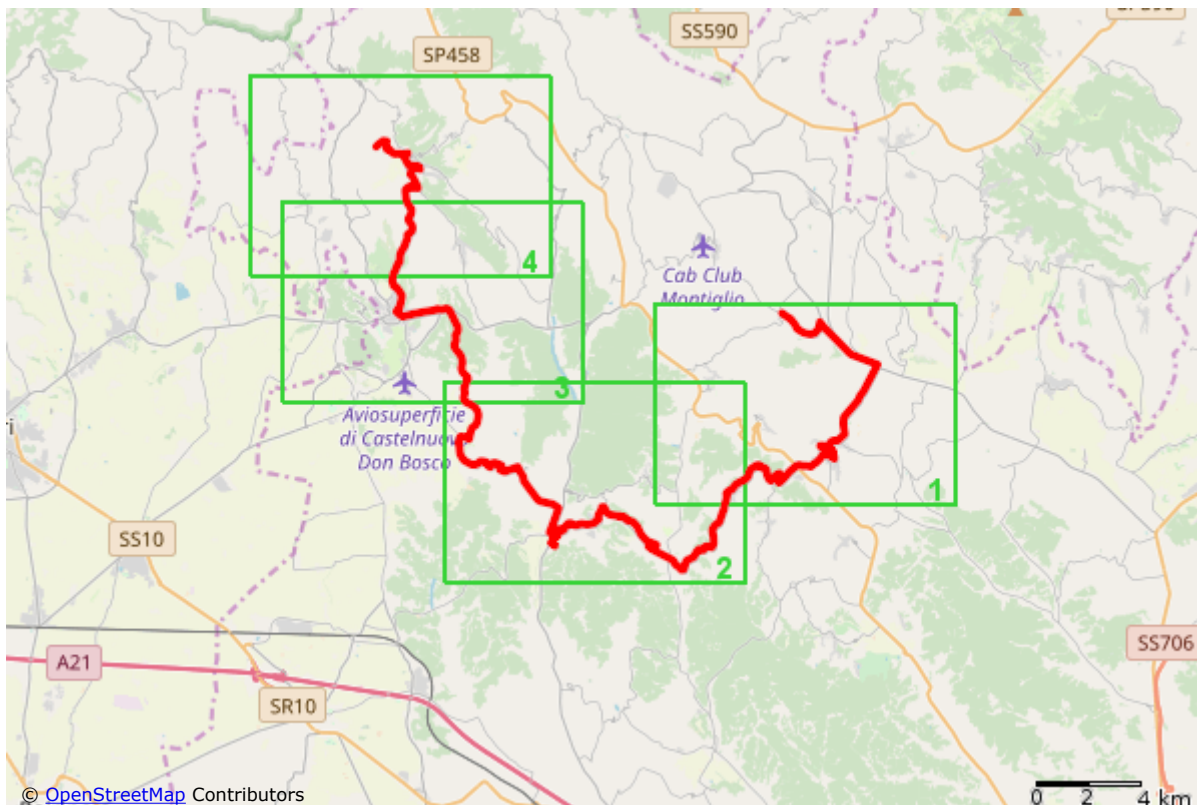 SS590
SP458
4
Cab Club
Montiglio
3
Aviosuperficie
di Castelnuovo
Don Bosco
1
SS10
2
A21
SS706
SR10
© OpenStreetMap Contributors
0 2 4 km